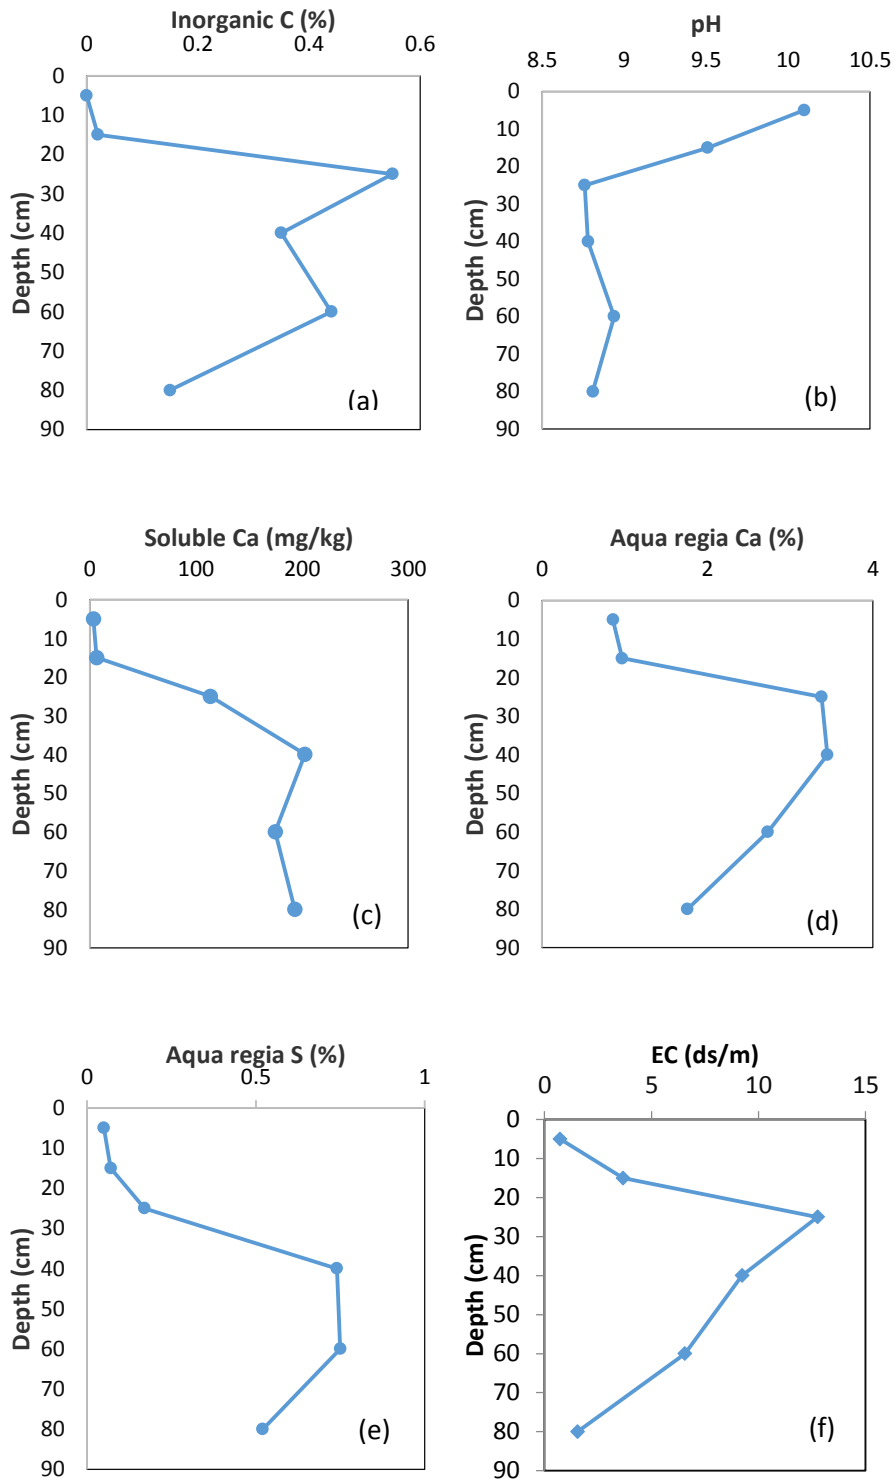 Inorganic C (%)
0 0.2 0.4 0.6
0
10
20
30
40
50
60
70
80
90
Depth (cm)
(a)
pH
8.5 9 9.5 10 10.5
0
10
20
30
40
50
60
70
80
90
Depth (cm)
(b)
Soluble Ca (mg/kg)
0 100 200 300
0
10
20
30
40
50
60
70
80
90
Depth (cm)
(c)
Aqua regia Ca (%)
0 2 4
0
10
20
30
40
50
60
70
80
90
Depth (cm)
(d)
Aqua regia S (%)
0 0.5 1
0
10
20
30
40
50
60
70
80
90
Depth (cm)
(e)
EC (ds/m)
0 5 10 15
0
10
20
30
40
50
60
70
80
90
Depth (cm)
(f)